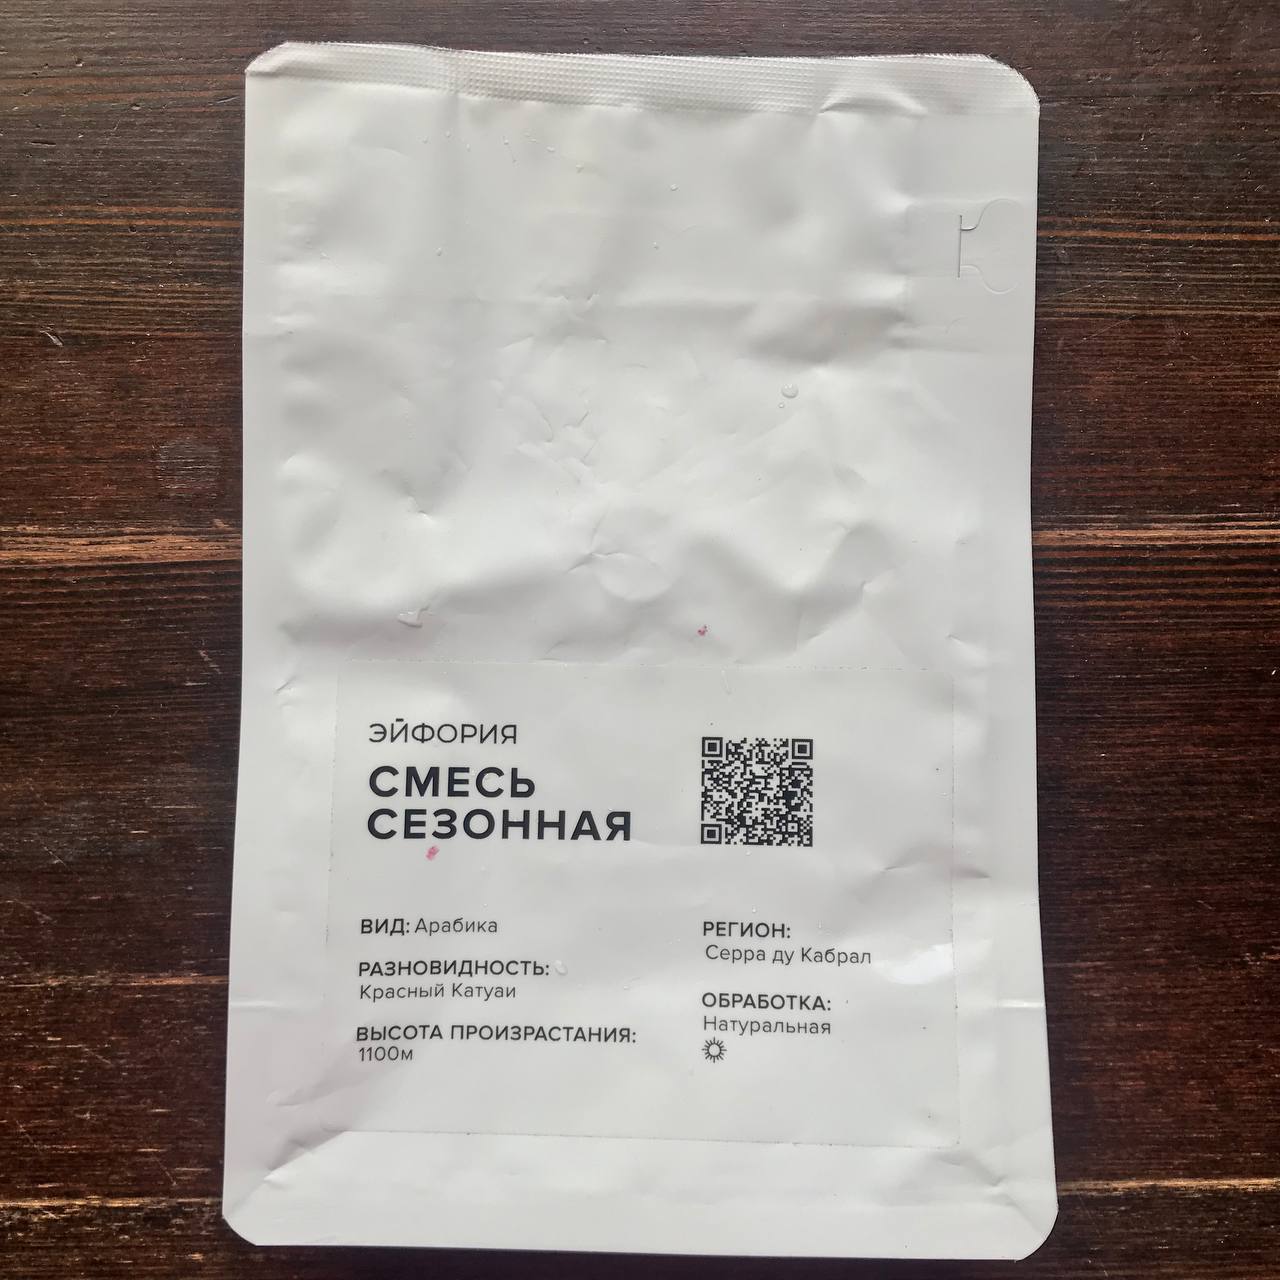 ЭЙФОРИЯ
СМЕСЬ
СЕЗОННАЯ
ВИД: Арабика
РАЗНОВИДНОСТЬ:
Красный Катуаи
ВЫСОТА ПРОИЗРАСТАНИЯ:
1100м
РЕГИОН:
Серра ду Кабрал
ОБРАБОТКА:
Натуральная